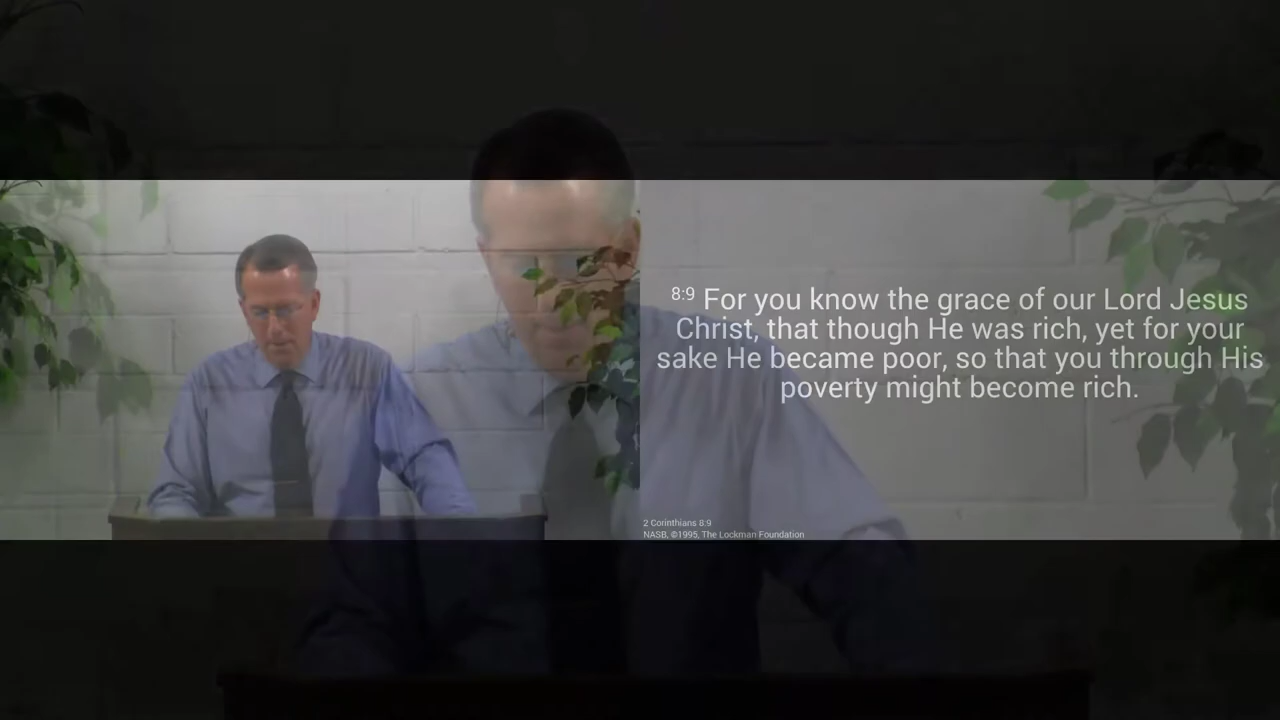 8:9 For you know the grace of our Lord Jesus
Christ, that though He was rich, yet for your
sake He became poor, so that you through His
poverty might become rich.
2 Corinthians 8:9
NASB, ©1995, The Lockman Foundation